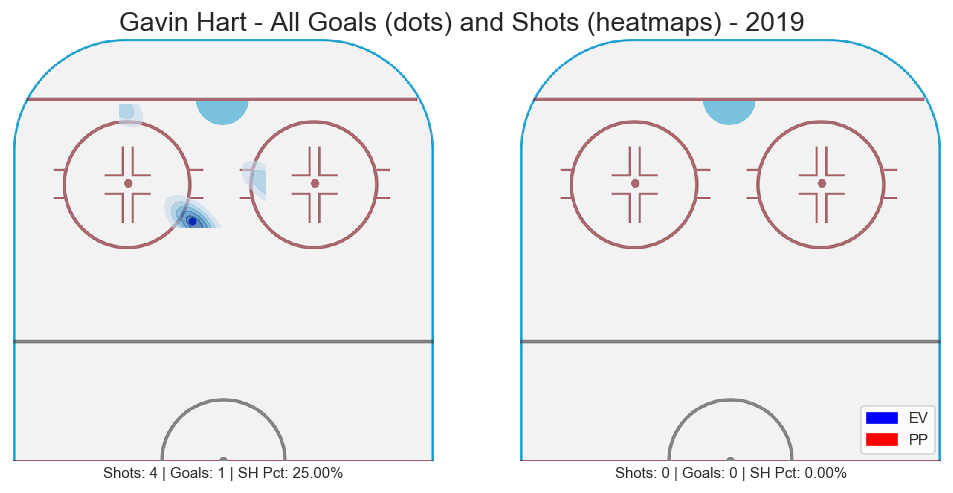 Gavin Hart - All Goals (dots) and Shots (heatmaps) - 2019
EV
PP
Shots: 4 | Goals: 1 | SH Pct: 25.00%
Shots: 0 | Goals: 0 | SH Pct: 0.00%